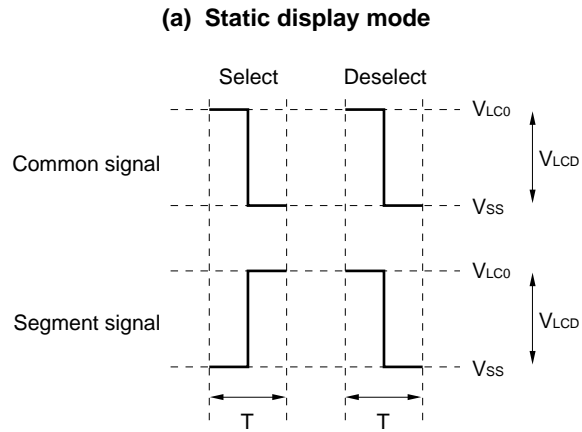 (a) Static display mode
Select Deselect
VLC0
Common signal
VLCD
VSS
VLC0
Segment signal
VLCD
VSS
T T